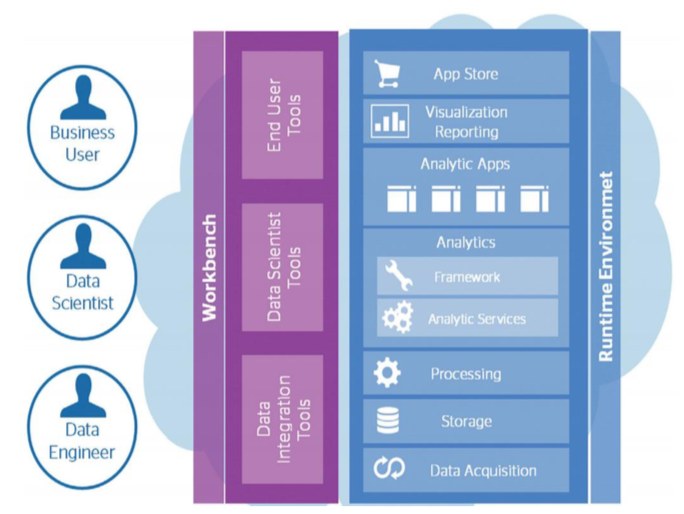 Business
User
Data
Scientist
Data
Engineer
Workbench
End User
Tools
Data Scientist
Tools
Data
Integration
Tools
App Store
Visualization
Reporting
Analytic Apps
Analytics
Framework
Analytic Services
Processing
Storage
Data Acquisition
Runtime Environmet